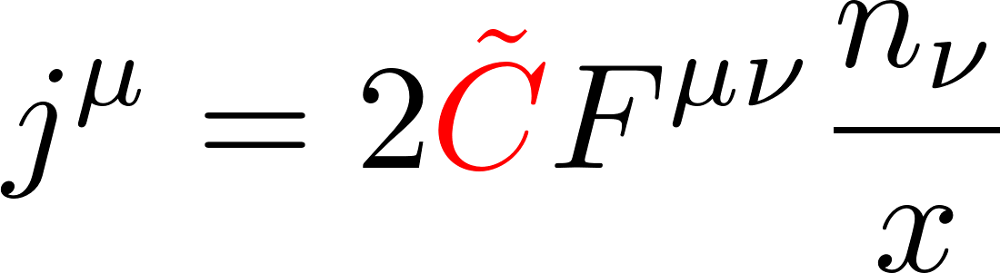 j^μ = 2C̃F^{μν} n_ν/x